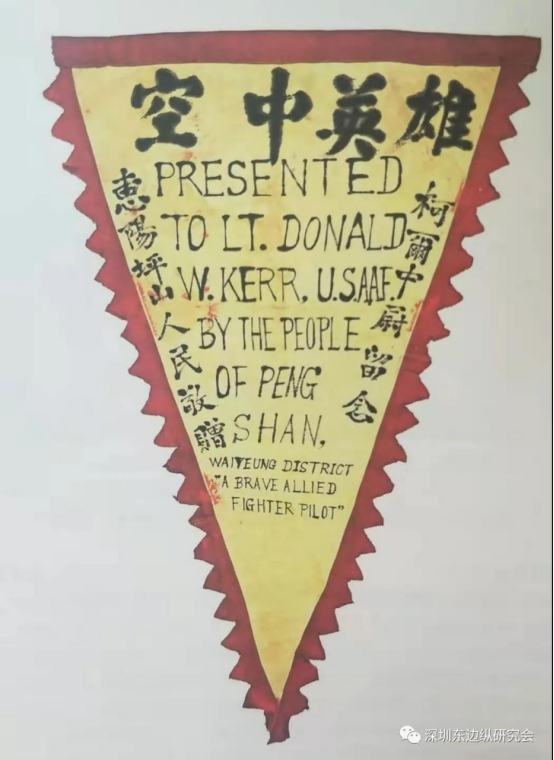 空中英雄
柯爾中尉留念
PRESENTED
TO LT. DONALD
W. KERR, U.S.A.A.F.
BY THE PEOPLE
OF PENG
SHAN,
WAIYEUNG DISTRICT
"A BRAVE ALLIED
FIGHTER PILOT"
惠陽坪山人民敬贈
深圳东边纵研究会